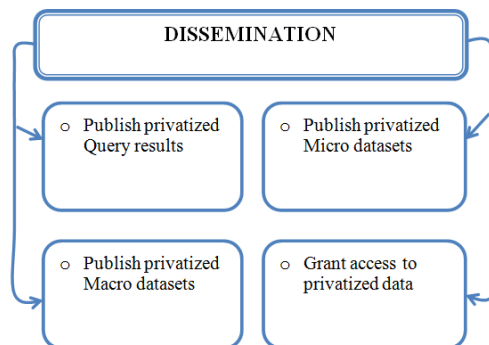 DISSEMINATION
o Publish privatized
Query results
o Publish privatized
Micro datasets
o Publish privatized
Macro datasets
o Grant access to
privatized data